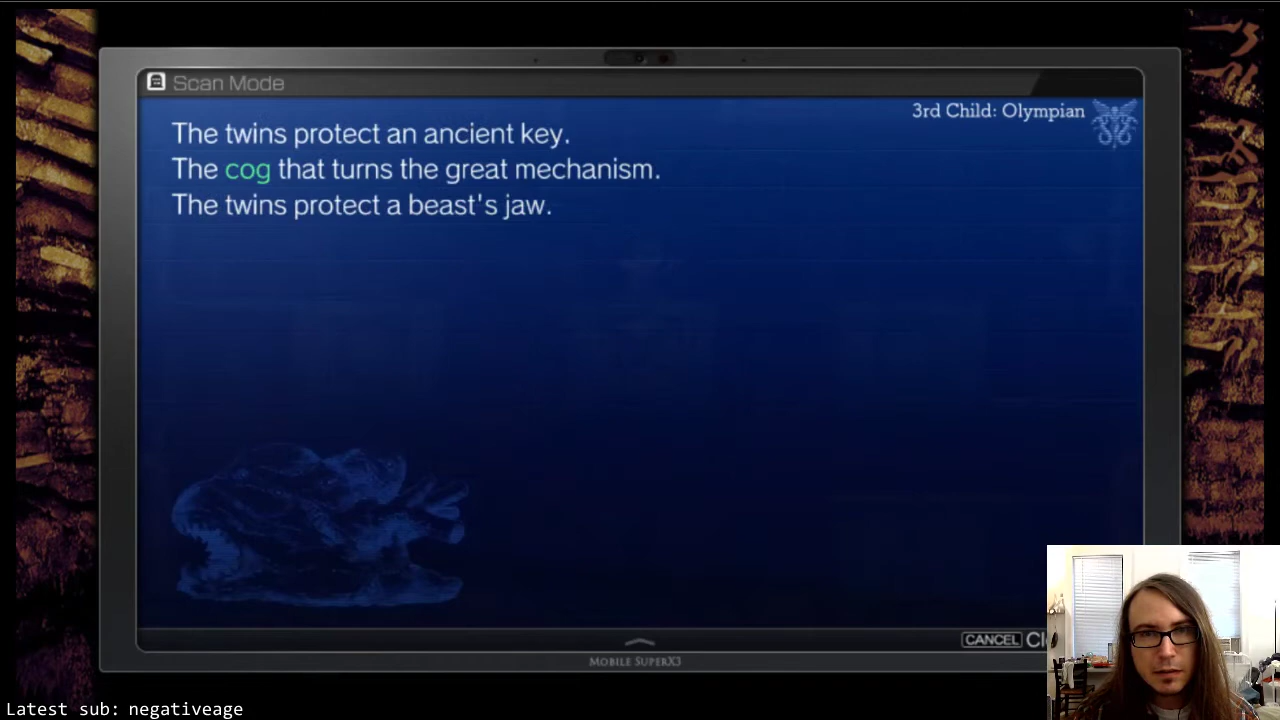 Scan Mode
3rd Child: Olympian
The twins protect an ancient key.
The cog that turns the great mechanism.
The twins protect a beast's jaw.
CANCEL
MOBILE SUPERX3
Latest sub: negativeage